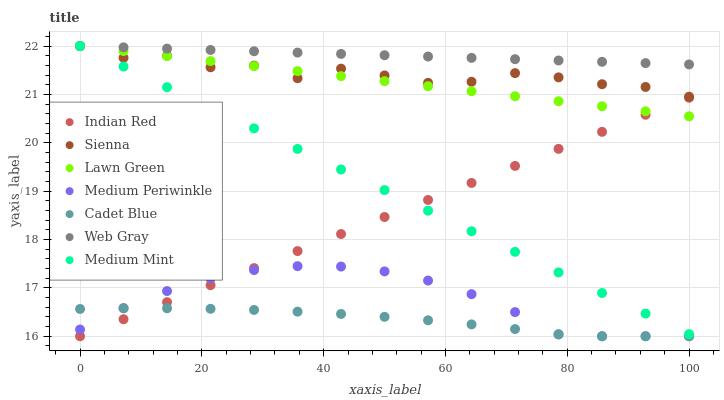 title
22
21
20
19
18
17
16
yaxis_label
Indian Red
Sienna
Lawn Green
Medium Periwinkle
Cadet Blue
Web Gray
Medium Mint
0 20 40 60 80 100
xaxis_label